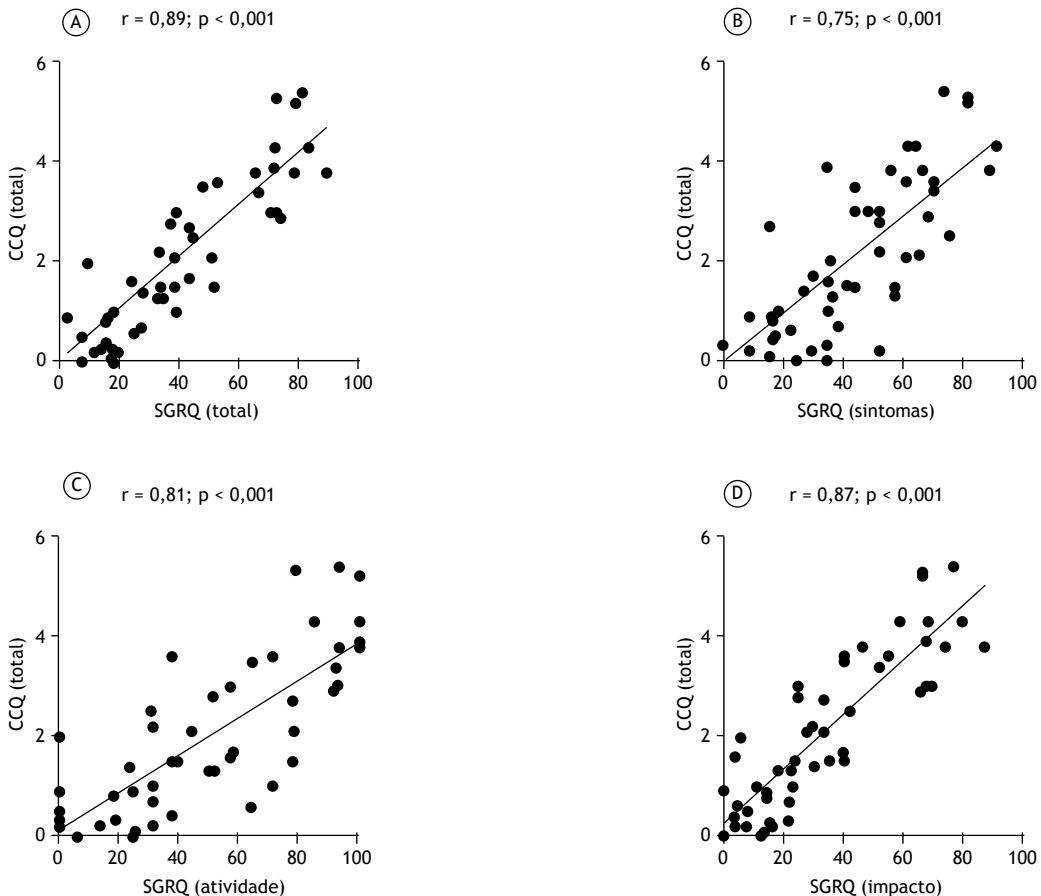 A r = 0,89; p < 0,001
6
4
2
0
CCQ (total)
0 20 40 60 80 100
SGRQ (total)
B r = 0,75; p < 0,001
6
4
2
0
CCQ (total)
0 20 40 60 80 100
SGRQ (sintomas)
C r = 0,81; p < 0,001
6
4
2
0
CCQ (total)
0 20 40 60 80 100
SGRQ (atividade)
D r = 0,87; p < 0,001
6
4
2
0
CCQ (total)
0 20 40 60 80 100
SGRQ (impacto)